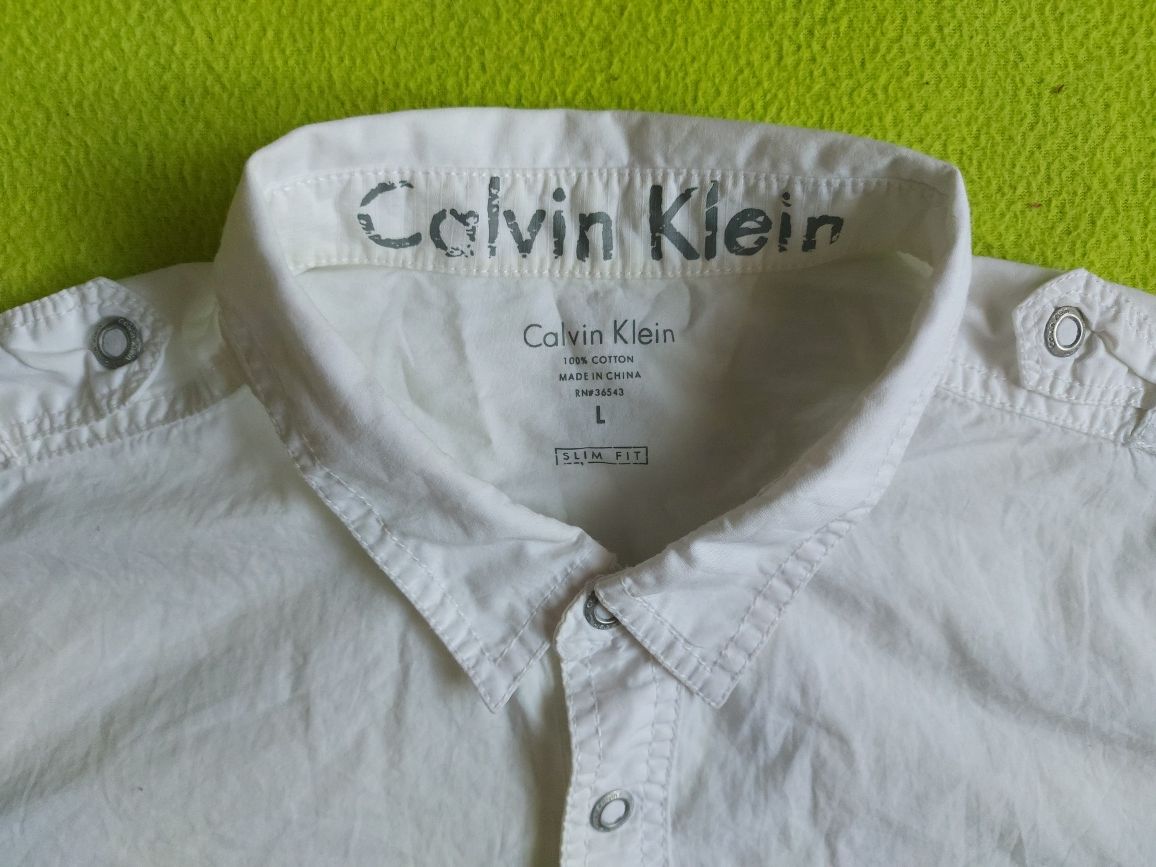 Calvin Klein
Calvin Klein
100% COTTON
MADE IN CHINA
RN#36543
L
SLIM FIT